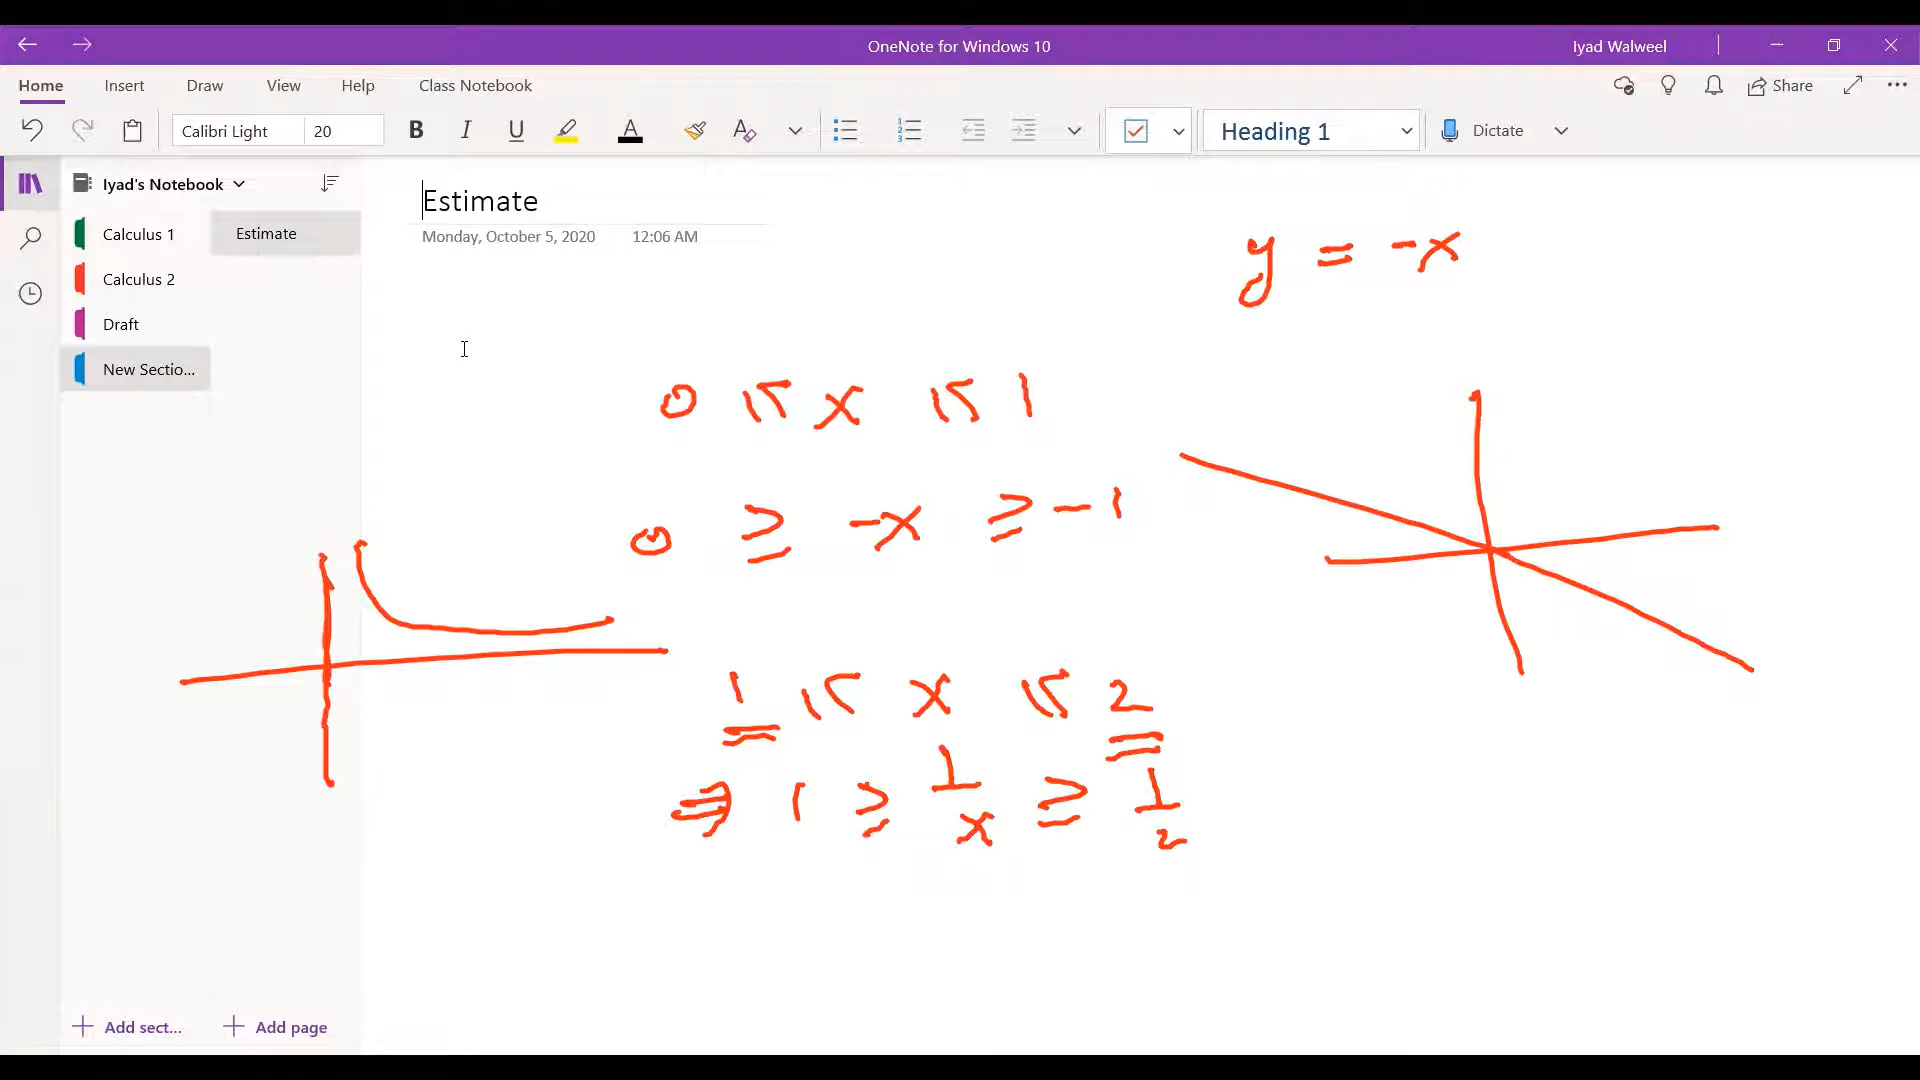 OneNote for Windows 10
Iyad Walweel
Home Insert Draw View Help Class Notebook
Share
Calibri Light 20 B I U A A Heading 1 Dictate
Iyad's Notebook
Calculus 1
Calculus 2
Draft
New Sectio...
Estimate
Estimate
Monday, October 5, 2020 12:06 AM
y = -x
0 ≤ x ≤ 1
0 ≥ -x ≥ -1
1 ≤ x ≤ 2
⇒ 1 ≥ 1/x ≥ 1/2
Add sect... Add page